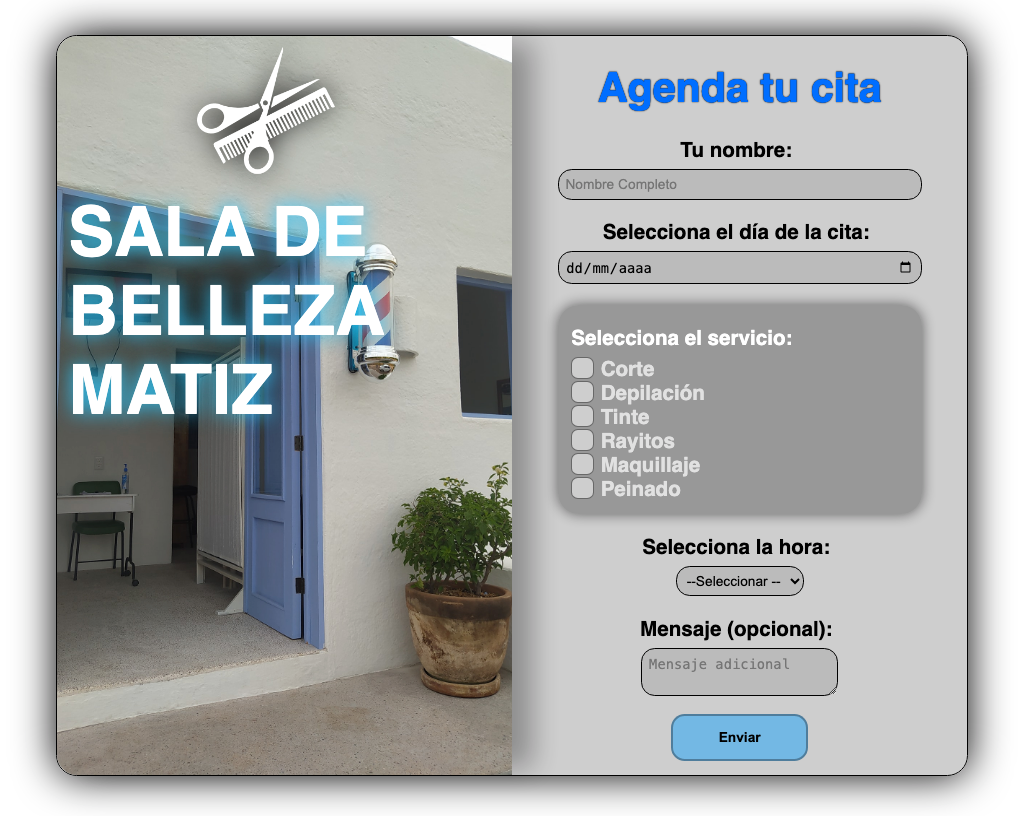 SALA DE
BELLEZA
MATIZ
Agenda tu cita
Tu nombre:
Nombre Completo
Selecciona el día de la cita:
dd/mm/aaaa
Selecciona el servicio:
Corte
Depilación
Tinte
Rayitos
Maquillaje
Peinado
Selecciona la hora:
--Seleccionar --
Mensaje (opcional):
Mensaje adicional
Enviar